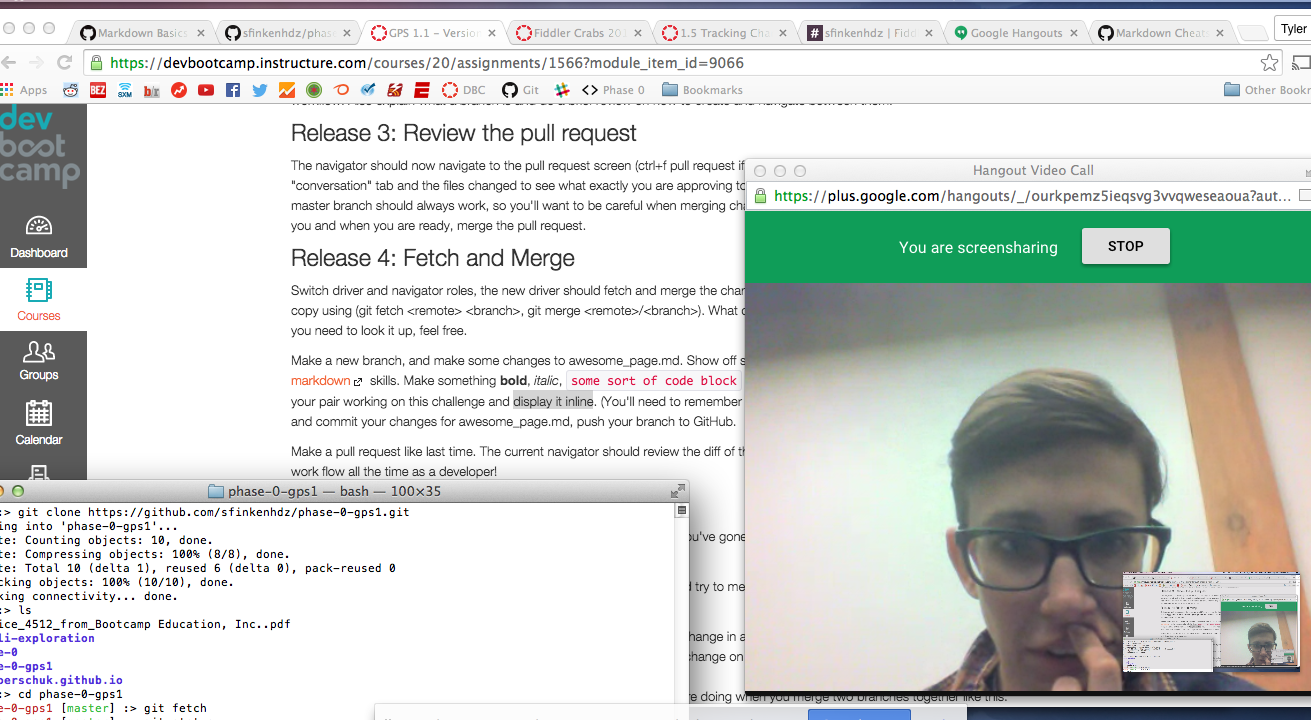 Markdown Basics
sfinkenhdz/phase
GPS 1.1 – Version
Fiddler Crabs 201
1.5 Tracking Cha
sfinkenhdz | Fidd
Google Hangouts
Markdown Cheat
Tyler
https://devbootcamp.instructure.com/courses/20/assignments/1566?module_item_id=9066
Apps
BEZ
SXM
DBC
Git
<> Phase 0
Bookmarks
Other Bookr
dev
boot
camp
Dashboard
Courses
Groups
Calendar
Release 3: Review the pull request
The navigator should now navigate to the pull request screen (ctrl+f pull request if
"conversation" tab and the files changed to see what exactly you are approving to
master branch should always work, so you'll want to be careful when merging cha
you and when you are ready, merge the pull request.
Release 4: Fetch and Merge
Switch driver and navigator roles, the new driver should fetch and merge the char
copy using (git fetch <remote> <branch>, git merge <remote>/<branch>). What c
you need to look it up, feel free.
Make a new branch, and make some changes to awesome_page.md. Show off s
markdown skills. Make something bold, italic, some sort of code block
your pair working on this challenge and display it inline. (You'll need to remember
and commit your changes for awesome_page.md, push your branch to GitHub.
Make a pull request like last time. The current navigator should review the diff of th
work flow all the time as a developer!
ou've gone
d try to me
hange in a
change on
re doing when you merge two branches together like this.
Hangout Video Call
https://plus.google.com/hangouts/_/ourkpemz5ieqsvg3vvqweseaoua?aut...
You are screensharing
STOP
phase-0-gps1 — bash — 100×35
:> git clone https://github.com/sfinkenhdz/phase-0-gps1.git
ing into 'phase-0-gps1'...
te: Counting objects: 10, done.
te: Compressing objects: 100% (8/8), done.
te: Total 10 (delta 1), reused 6 (delta 0), pack-reused 0
cking objects: 100% (10/10), done.
king connectivity... done.
:> ls
ice_4512_from_Bootcamp Education, Inc..pdf
li-exploration
e-0
e-0-gps1
perschuk.github.io
:> cd phase-0-gps1
e-0-gps1 [master] :> git fetch